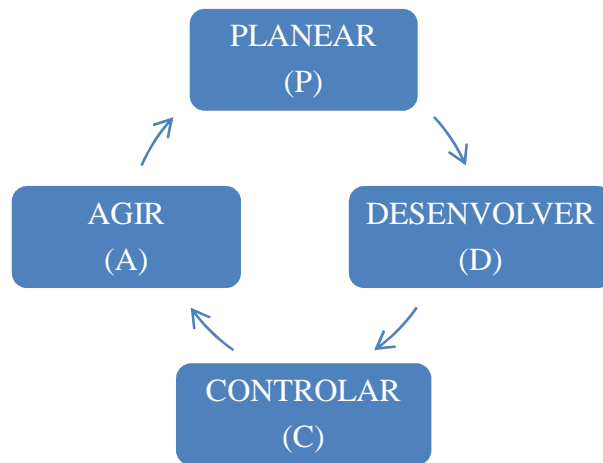 PLANEAR
(P)
DESENVOLVER
(D)
CONTROLAR
(C)
AGIR
(A)